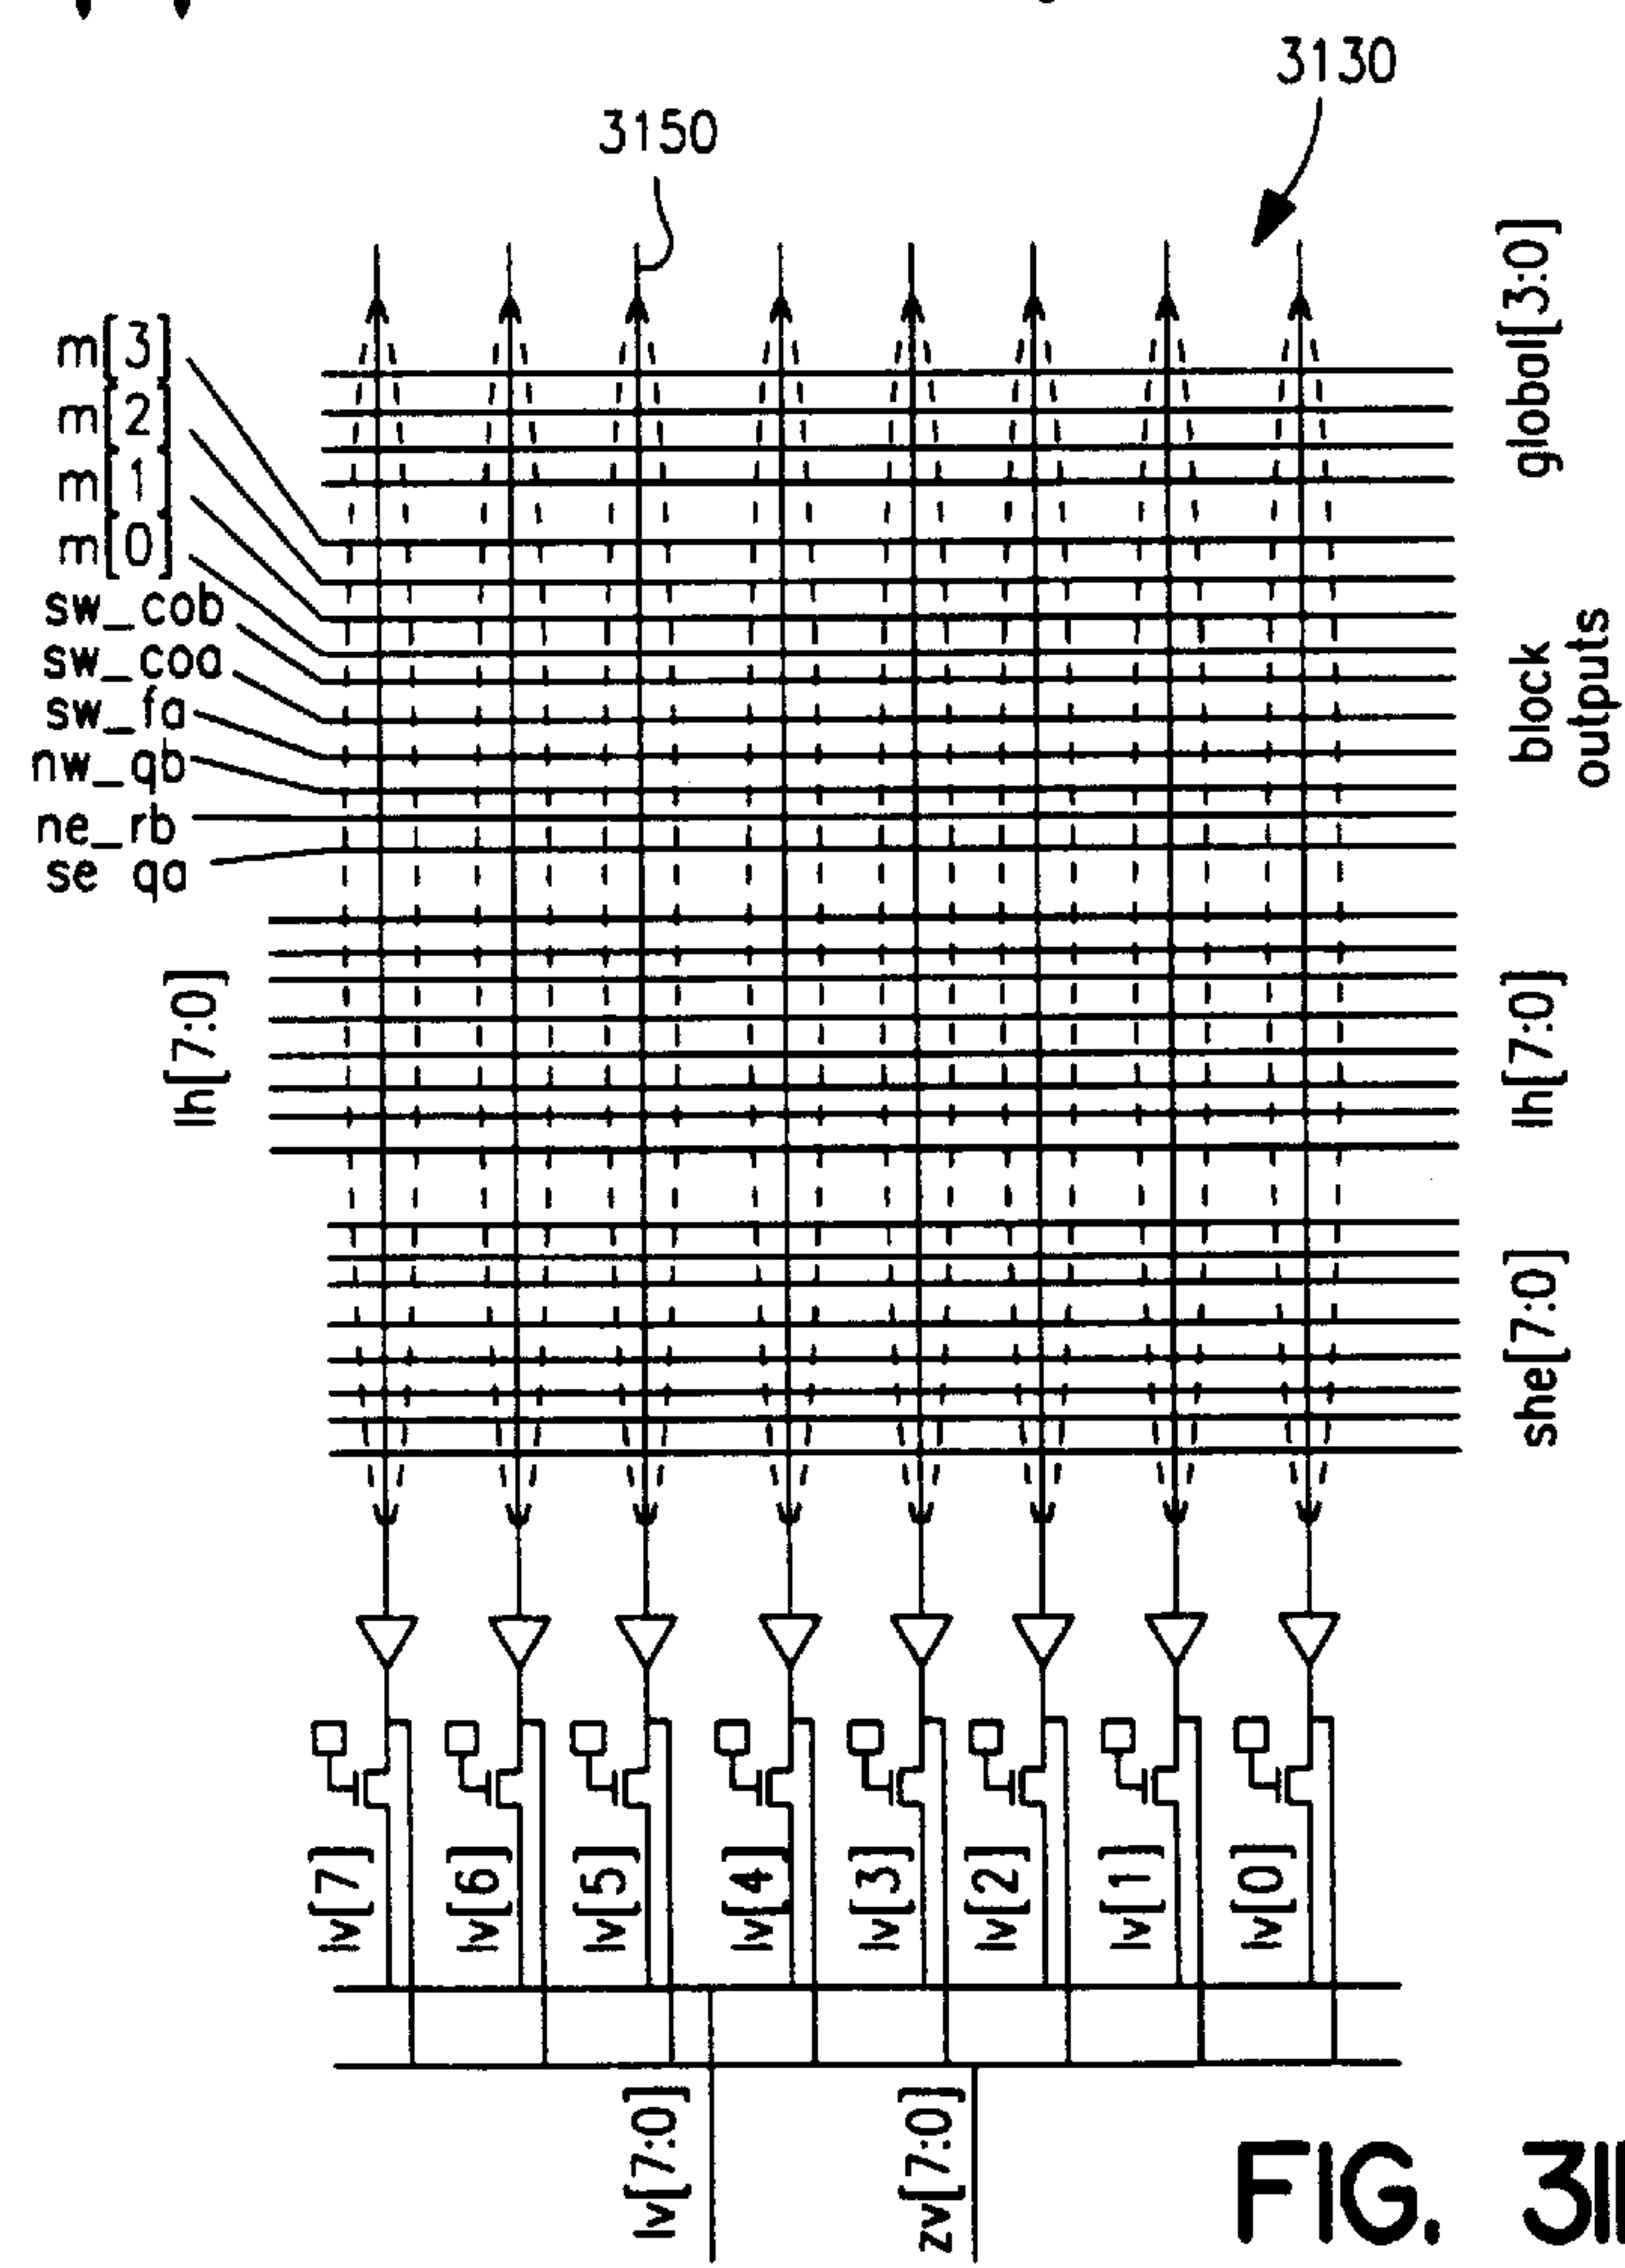 3130
3150
global[3:0]
m[3]
m[2]
m[1]
m[0]
sw_cob
sw_coa
sw_fa
nw_qb
ne_rb
se qa
block
outputs
lh[7:0]
lh[7:0]
she[7:0]
lv[7]
lv[6]
lv[5]
lv[4]
lv[3]
lv[2]
lv[1]
lv[0]
lv[7:0]
zv[7:0]
FIG.